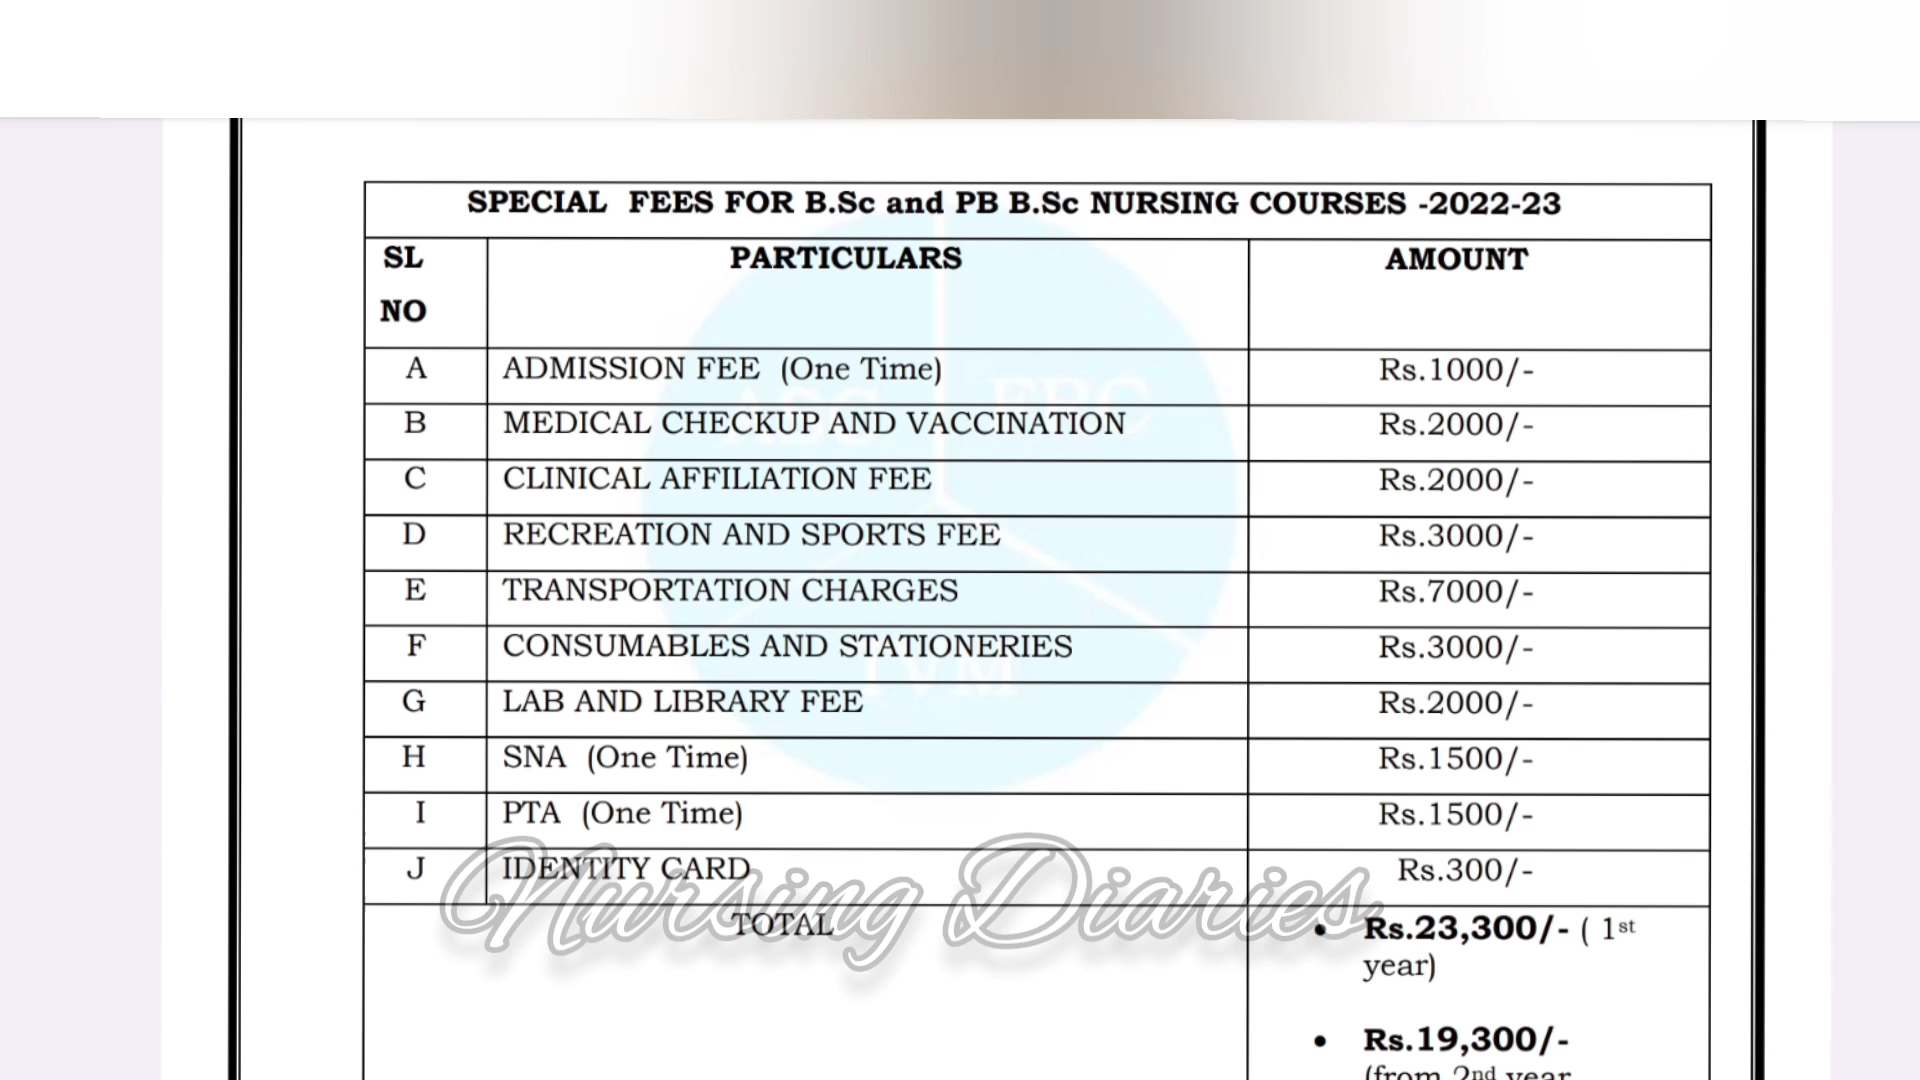 SPECIAL FEES FOR B.Sc and PB B.Sc NURSING COURSES -2022-23
SL NO PARTICULARS AMOUNT
A ADMISSION FEE (One Time) Rs.1000/-
B MEDICAL CHECKUP AND VACCINATION Rs.2000/-
C CLINICAL AFFILIATION FEE Rs.2000/-
D RECREATION AND SPORTS FEE Rs.3000/-
E TRANSPORTATION CHARGES Rs.7000/-
F CONSUMABLES AND STATIONERIES Rs.3000/-
G LAB AND LIBRARY FEE Rs.2000/-
H SNA (One Time) Rs.1500/-
I PTA (One Time) Rs.1500/-
J IDENTITY CARD Rs.300/-
Nursing Diaries
TOTAL • Rs.23,300/- ( 1st
year)
• Rs.19,300/-
(from 2nd year